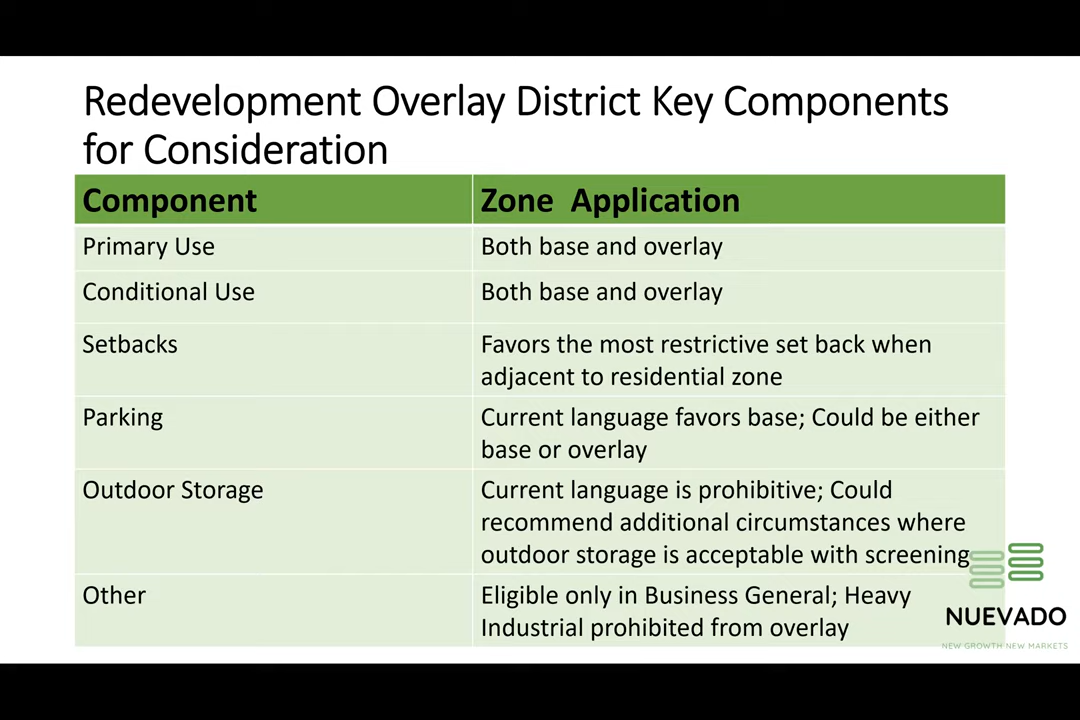 Redevelopment Overlay District Key Components
for Consideration
Component
Zone Application
Primary Use
Both base and overlay
Conditional Use
Both base and overlay
Setbacks
Favors the most restrictive set back when
adjacent to residential zone
Parking
Current language favors base; Could be either
base or overlay
Outdoor Storage
Current language is prohibitive; Could
recommend additional circumstances where
outdoor storage is acceptable with screening
Other
Eligible only in Business General; Heavy
Industrial prohibited from overlay
NUEVADO
NEW GROWTH NEW MARKETS